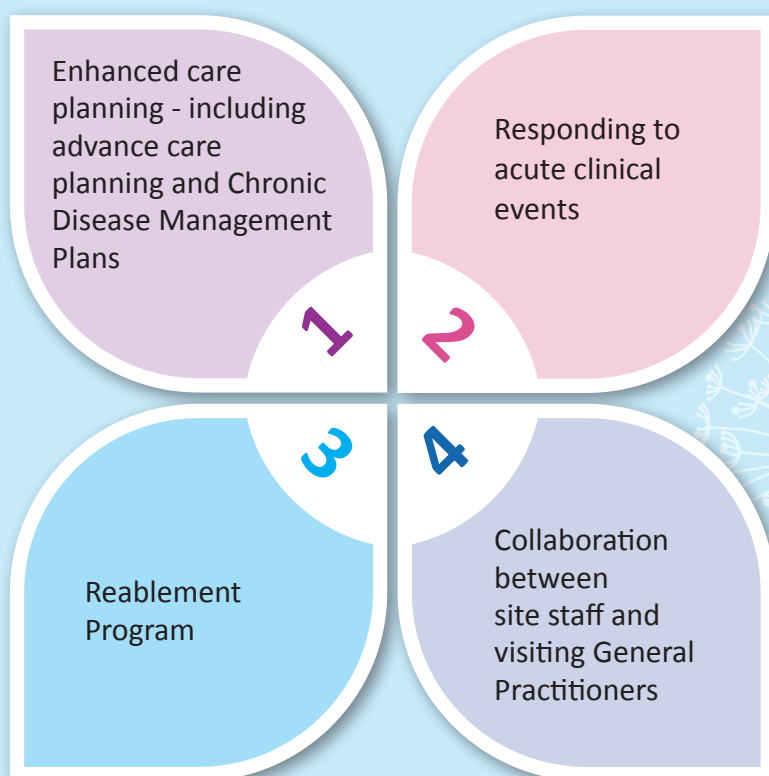 Enhanced care
planning - including
advance care
planning and Chronic
Disease Management
Plans
1
Responding to
acute clinical
events
2
3
Reablement
Program
4
Collaboration
between
site staff and
visiting General
Practitioners